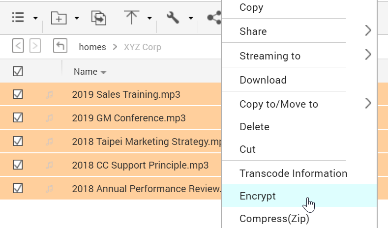 Copy
Share
Streaming to
Download
Copy to/Move to
Delete
Cut
Transcode Information
Encrypt
Compress(Zip)
homes > XYZ Corp
Name
2019 Sales Training.mp3
2019 GM Conference.mp3
2018 Taipei Marketing Strategy.mp
2018 CC Support Principle.mp3
2018 Annual Performance Review.